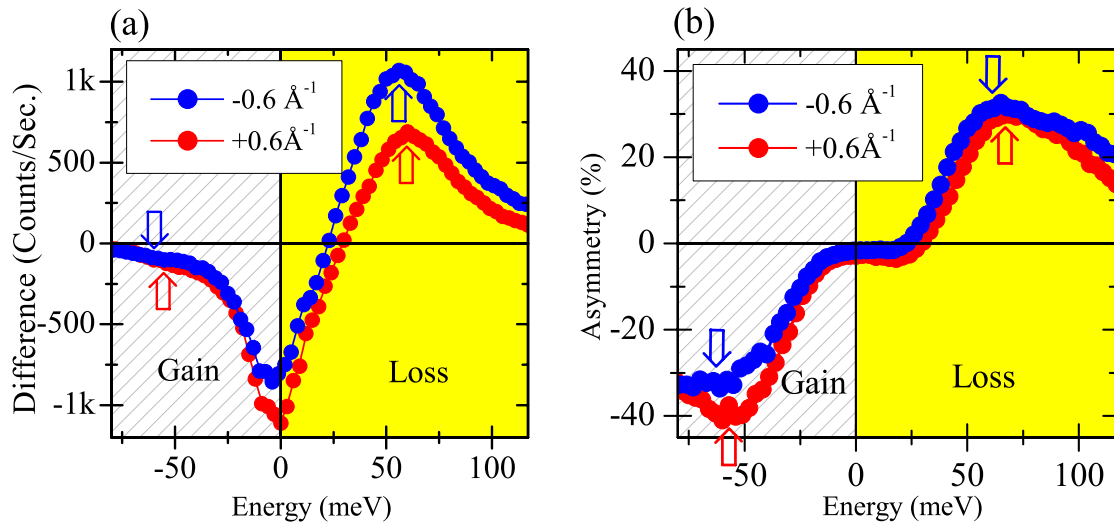 (a)
Difference (Counts/Sec.)
1k
500
0
-500
-1k
-0.6 Å-1
+0.6Å-1
Gain
Loss
-50
0
50
100
Energy (meV)
(b)
Asymmetry (%)
40
20
0
-20
-40
-0.6 Å-1
+0.6Å-1
Gain
Loss
-50
0
50
100
Energy (meV)